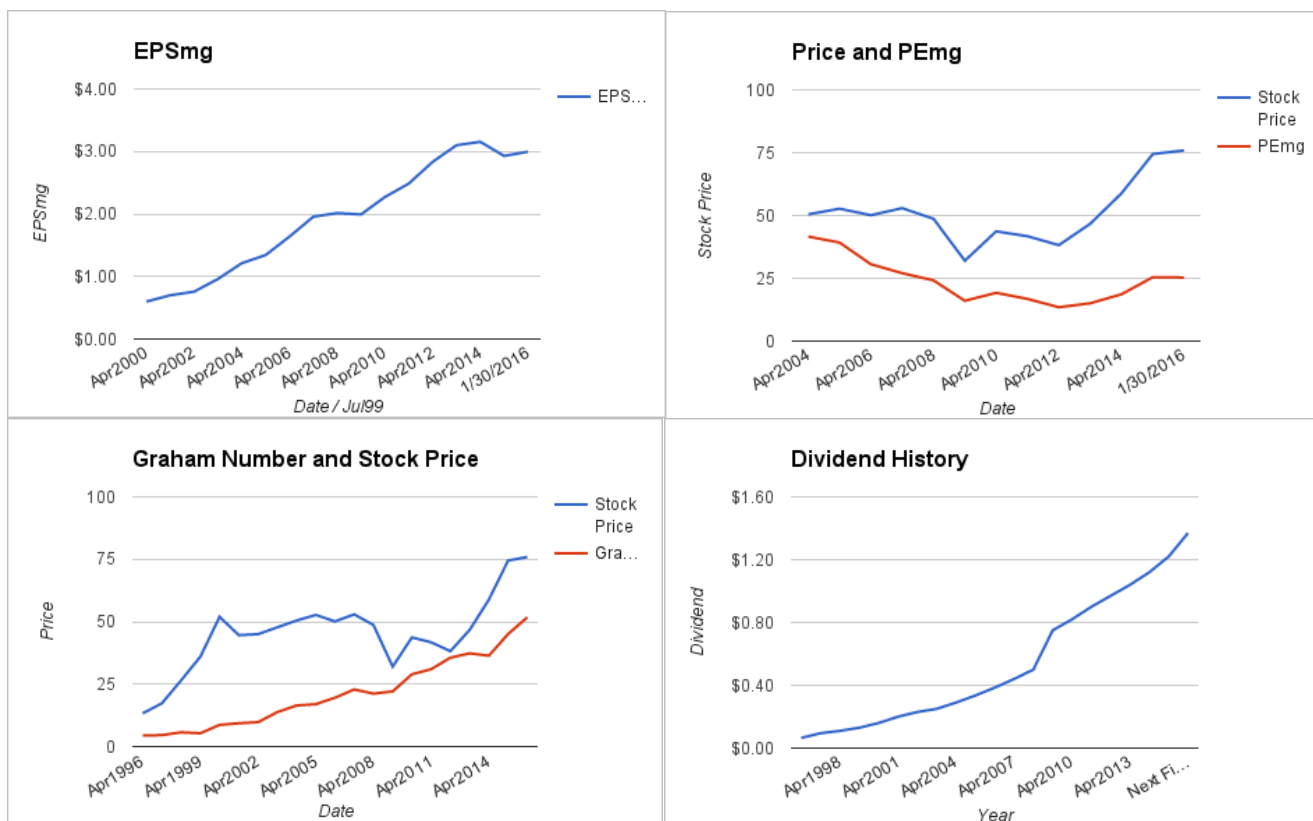 EPSmg
$4.00
$3.00
$2.00
$1.00
$0.00
EPSmg
EPS...
Apr2000
Apr2002
Apr2004
Apr2006
Apr2008
Apr2010
Apr2012
Apr2014
1/30/2016
Date / Jul99
Price and PEmg
100
75
50
25
0
Stock Price
Stock
Price
PEmg
Apr2004
Apr2006
Apr2008
Apr2010
Apr2012
Apr2014
1/30/2016
Date
Graham Number and Stock Price
100
75
50
25
0
Price
Stock
Price
Gra...
Apr1996
Apr1999
Apr2002
Apr2005
Apr2008
Apr2011
Apr2014
Date
Dividend History
$1.60
$1.20
$0.80
$0.40
$0.00
Dividend
Apr1998
Apr2001
Apr2004
Apr2007
Apr2010
Apr2013
Next Fi...
Year